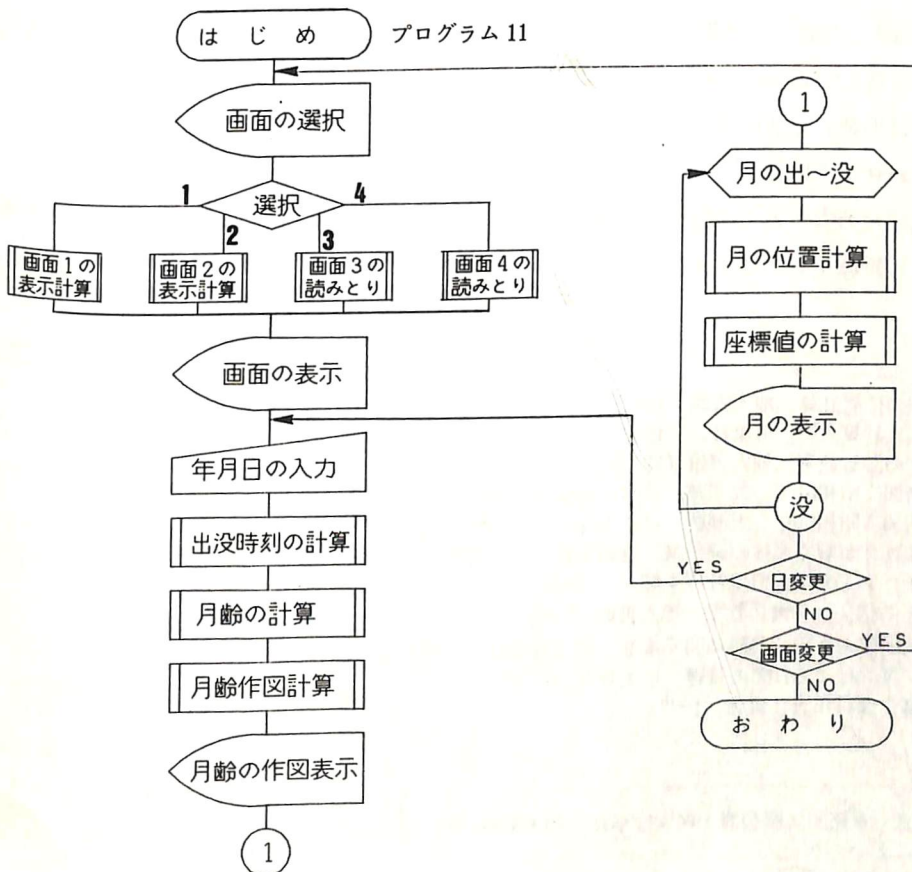 はじめ
プログラム 11
画面の選択
選択
1
2
3
4
画面1の
表示計算
画面2の
表示計算
画面3の
読みとり
画面4の
読みとり
画面の表示
年月日の入力
出没時刻の計算
月齢の計算
月齢作図計算
月齢の作図表示
1
1
月の出〜没
月の位置計算
座標値の計算
月の表示
没
日変更
YES
NO
画面変更
YES
NO
おわり